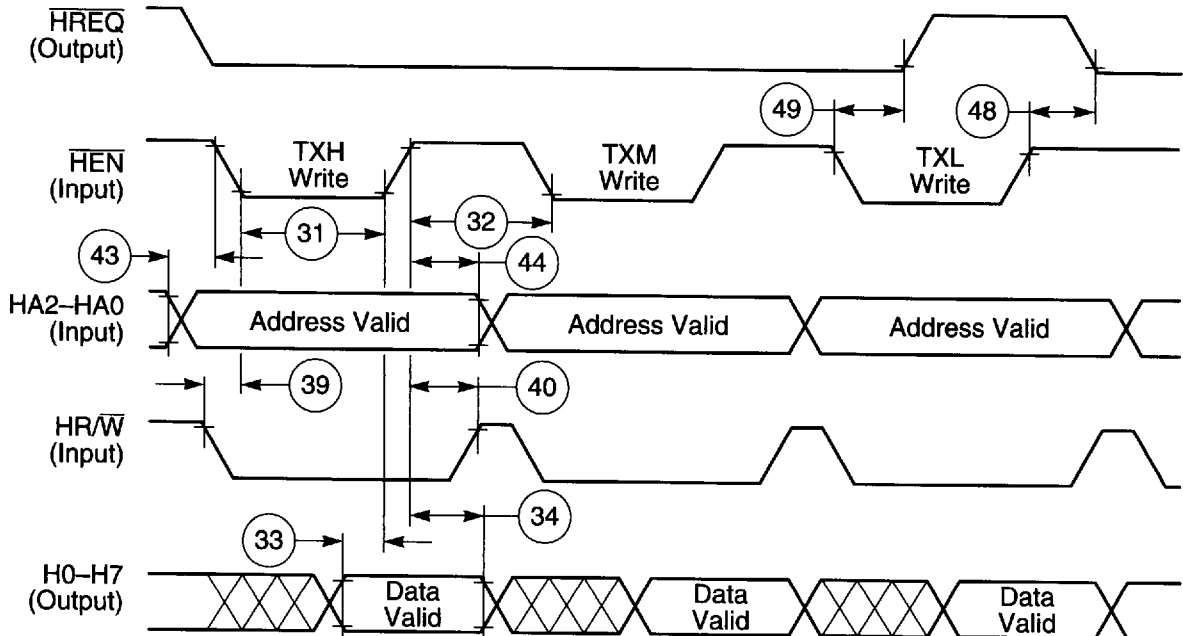 HREQ
(Output)
49
48
HEN
(Input)
TXH
Write
TXM
Write
TXL
Write
31
32
43
44
HA2–HA0
(Input)
Address Valid
Address Valid
Address Valid
39
40
HR/W
(Input)
33
34
H0–H7
(Output)
Data
Valid
Data
Valid
Data
Valid